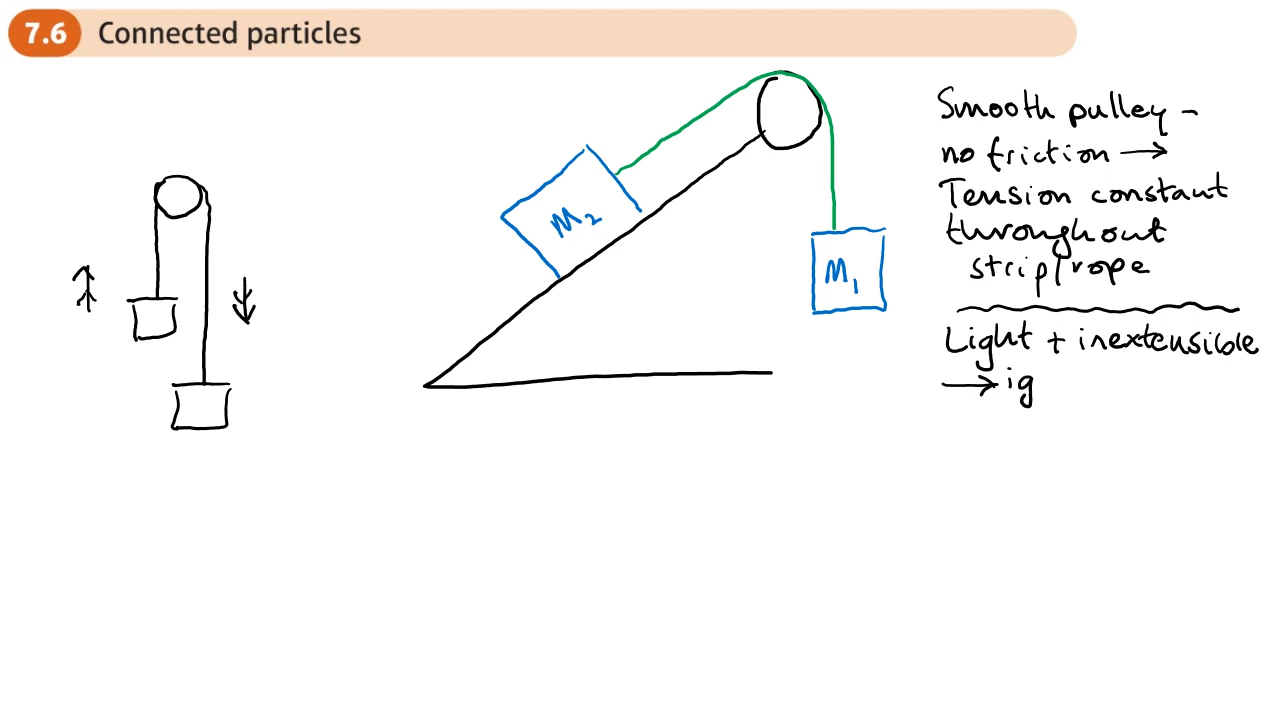 7.6 Connected particles
Smooth pulley -
no friction →
Tension constant
throughout
strip/rope
Light + inextensible
→ ig
M₂
M₁